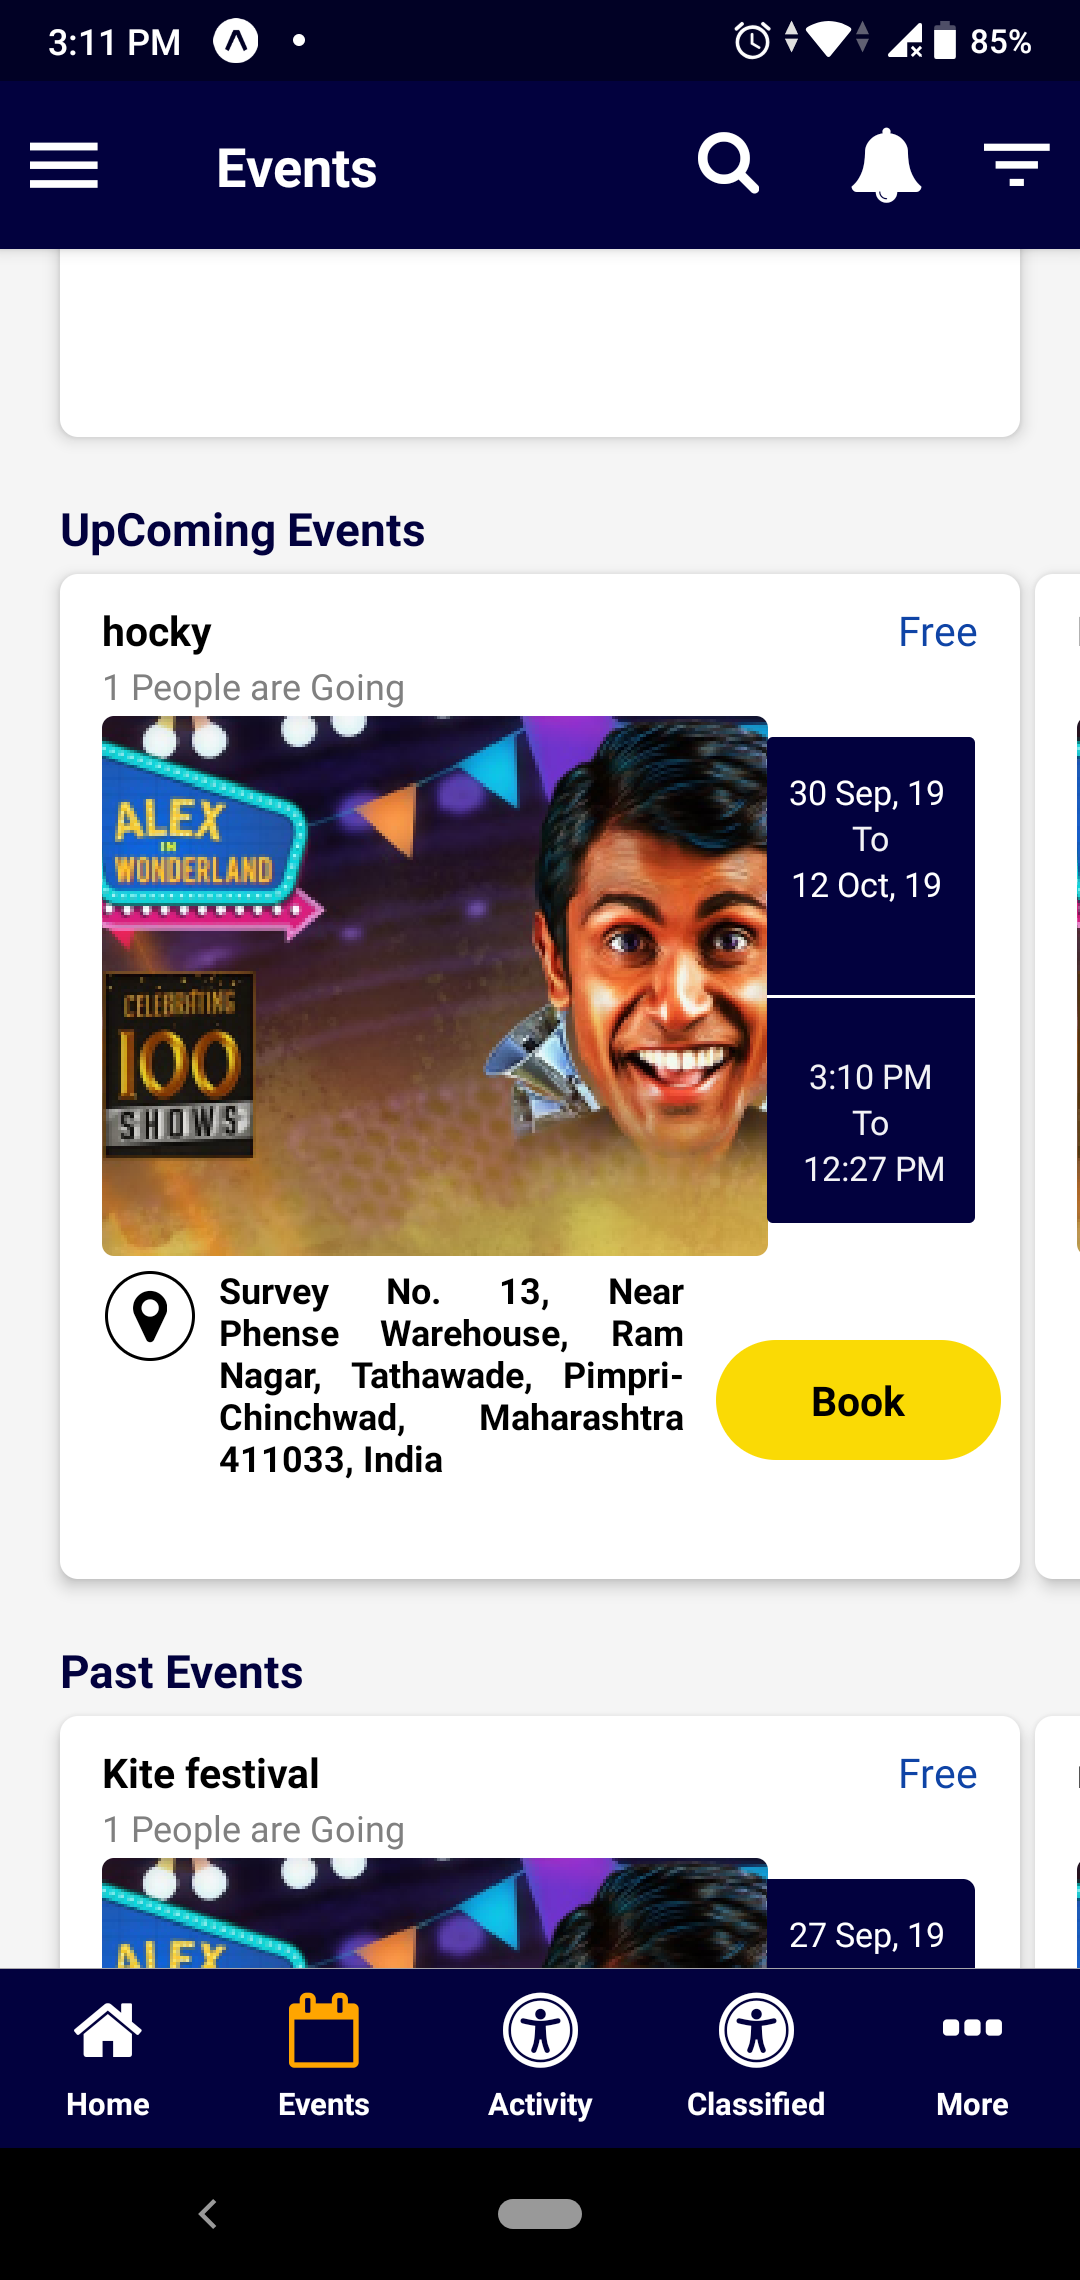 3:11 PM
85%
Events
UpComing Events
hocky
Free
1 People are Going
ALEX
IN
WONDERLAND
CELEBRATING
100
SHOWS
30 Sep, 19
To
12 Oct, 19
3:10 PM
To
12:27 PM
Survey No. 13, Near
Phense Warehouse, Ram
Nagar, Tathawade, Pimpri-
Chinchwad, Maharashtra
411033, India
Book
Past Events
Kite festival
Free
1 People are Going
ALEX
27 Sep, 19
Home
Events
Activity
Classified
More